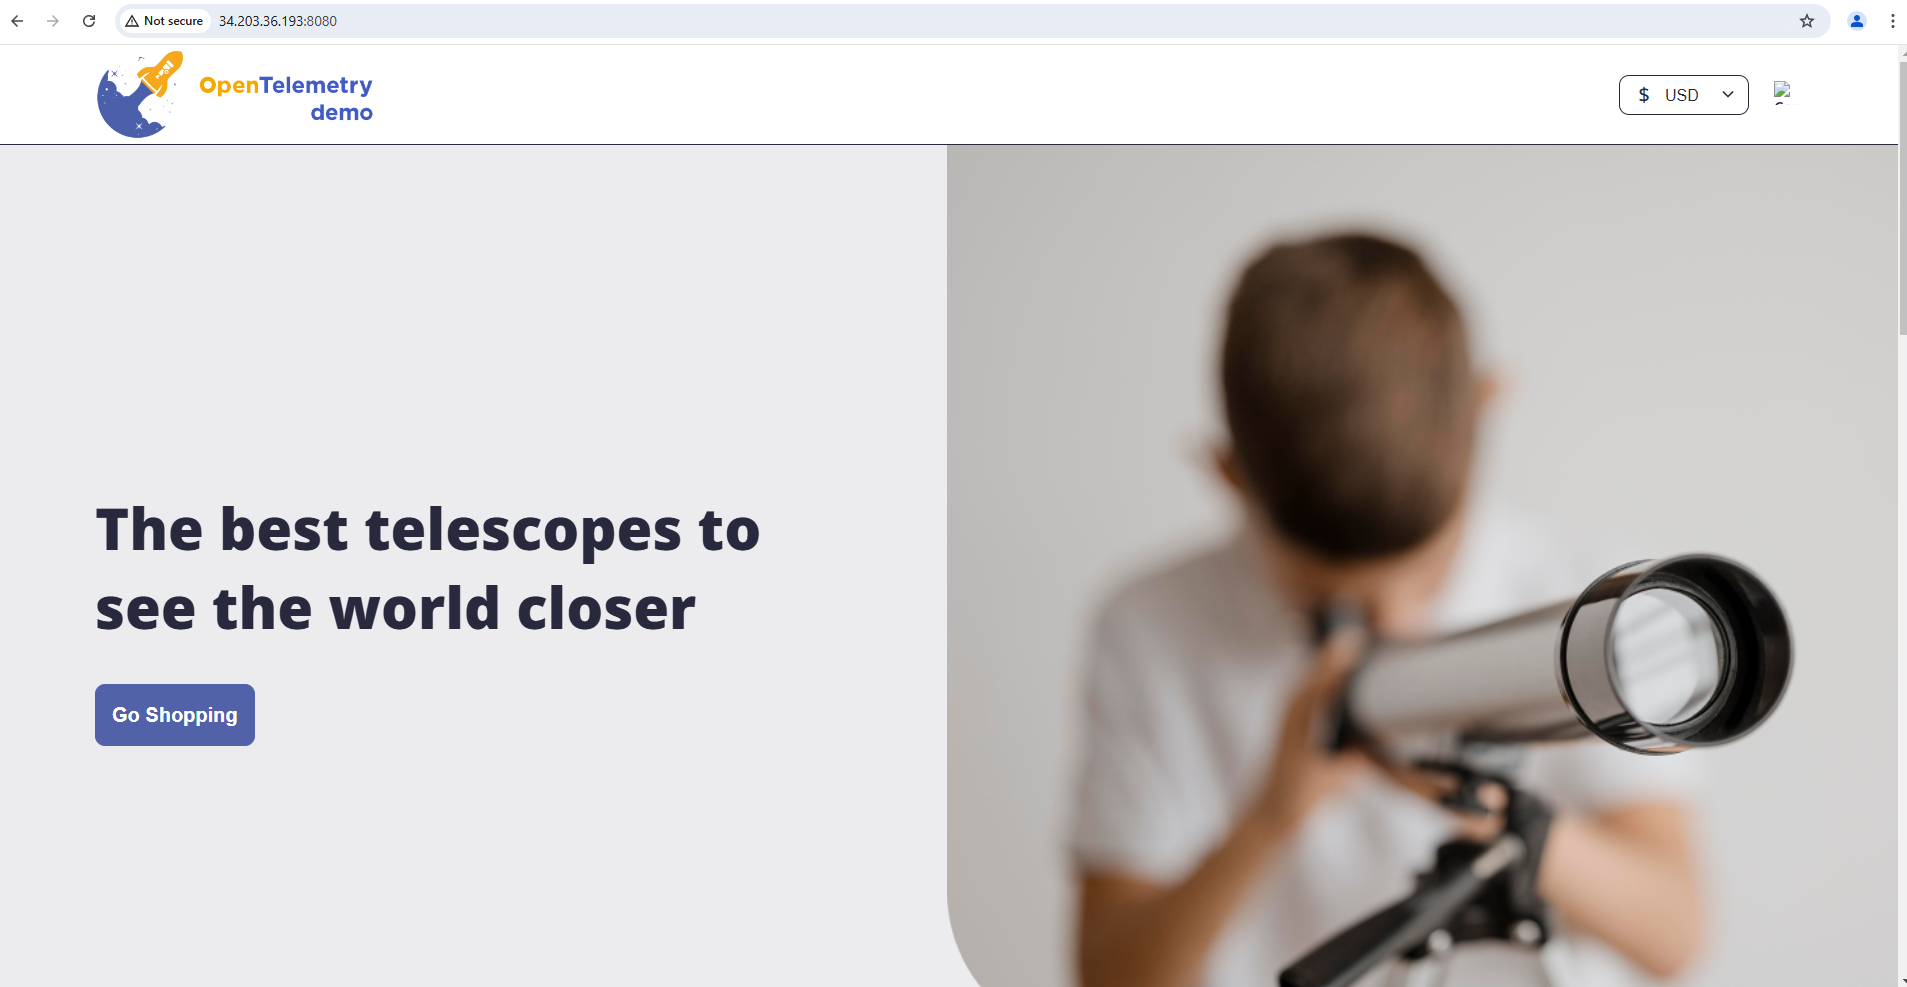 Not secure 34.203.36.193:8080
OpenTelemetry
demo
$ USD
The best telescopes to
see the world closer
Go Shopping